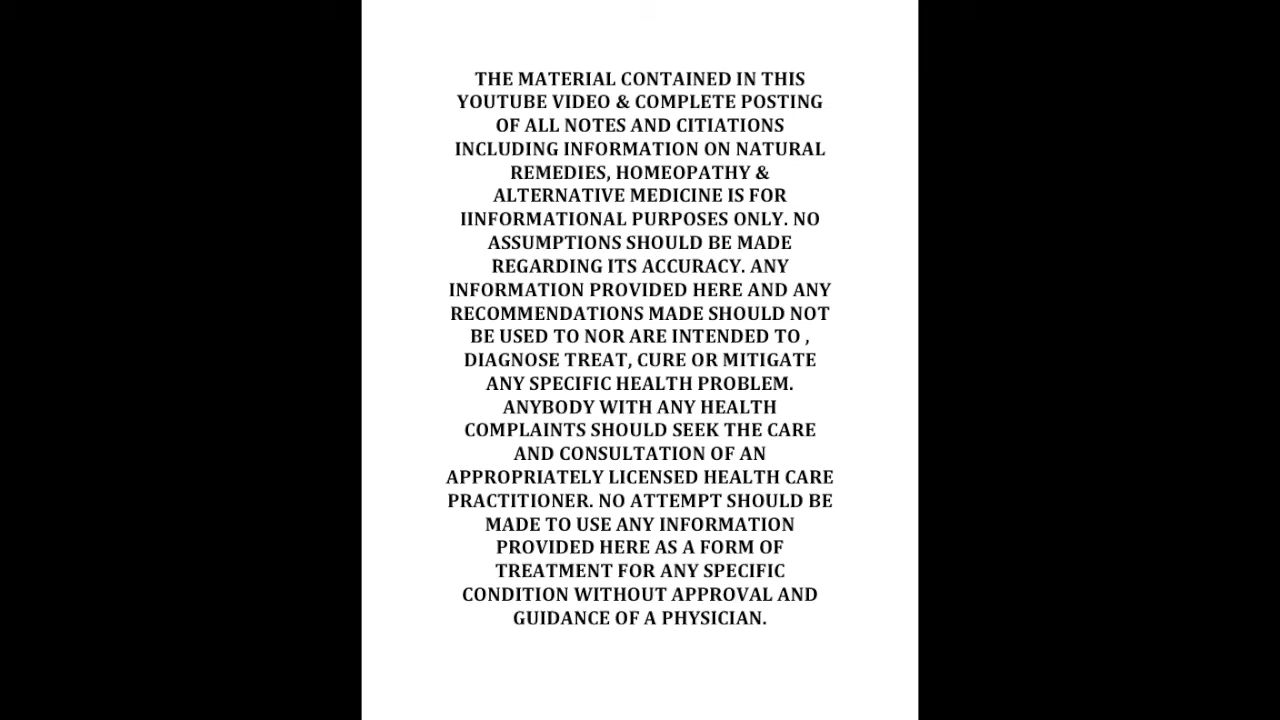 THE MATERIAL CONTAINED IN THIS
YOUTUBE VIDEO & COMPLETE POSTING
OF ALL NOTES AND CITIATIONS
INCLUDING INFORMATION ON NATURAL
REMEDIES, HOMEOPATHY &
ALTERNATIVE MEDICINE IS FOR
IINFORMATIONAL PURPOSES ONLY. NO
ASSUMPTIONS SHOULD BE MADE
REGARDING ITS ACCURACY. ANY
INFORMATION PROVIDED HERE AND ANY
RECOMMENDATIONS MADE SHOULD NOT
BE USED TO NOR ARE INTENDED TO ,
DIAGNOSE TREAT, CURE OR MITIGATE
ANY SPECIFIC HEALTH PROBLEM.
ANYBODY WITH ANY HEALTH
COMPLAINTS SHOULD SEEK THE CARE
AND CONSULTATION OF AN
APPROPRIATELY LICENSED HEALTH CARE
PRACTITIONER. NO ATTEMPT SHOULD BE
MADE TO USE ANY INFORMATION
PROVIDED HERE AS A FORM OF
TREATMENT FOR ANY SPECIFIC
CONDITION WITHOUT APPROVAL AND
GUIDANCE OF A PHYSICIAN.